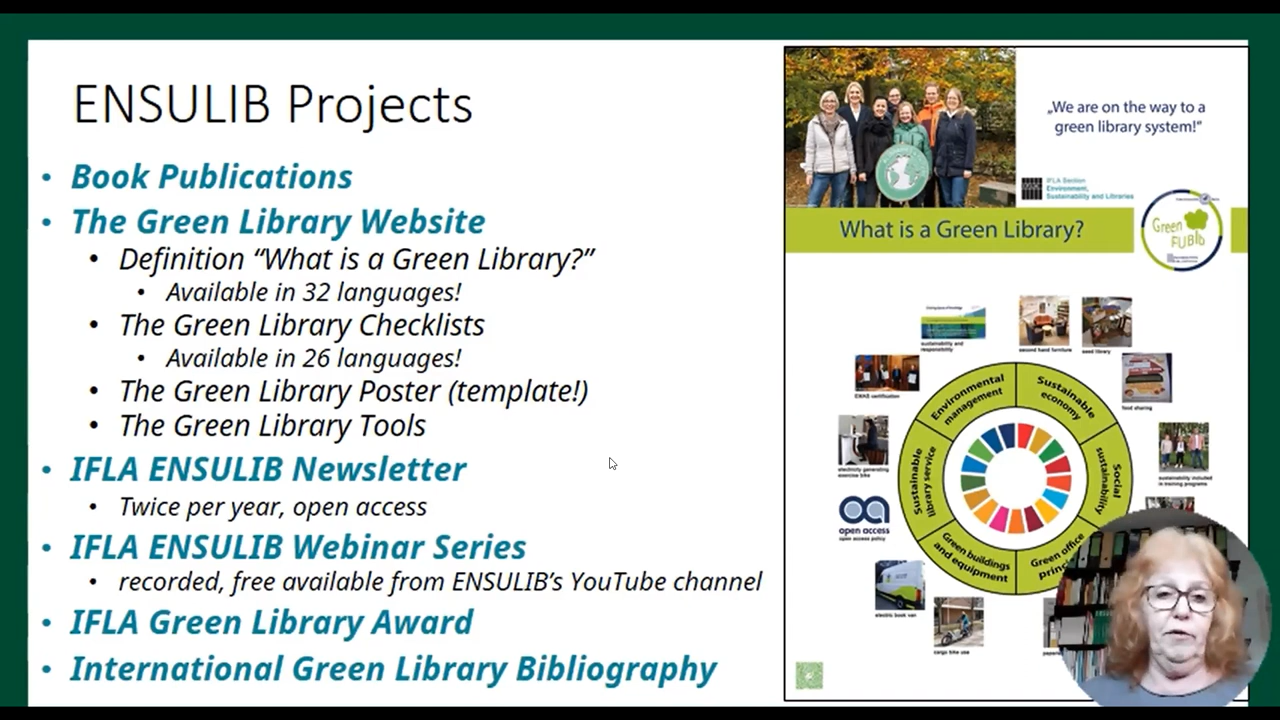 ENSULIB Projects
• Book Publications
• The Green Library Website
• Definition “What is a Green Library?”
• Available in 32 languages!
• The Green Library Checklists
• Available in 26 languages!
• The Green Library Poster (template!)
• The Green Library Tools
• IFLA ENSULIB Newsletter
• Twice per year, open access
• IFLA ENSULIB Webinar Series
• recorded, free available from ENSULIB’s YouTube channel
• IFLA Green Library Award
• International Green Library Bibliography
„We are on the way to a
green library system!“
IFLA Section
Environment,
Sustainability and Libraries
What is a Green Library?
Green
FUBib
sustainability and
responsibility
second hand furniture
seed library
EMAS certification
food sharing
Environmental
management
Sustainable
economy
electricity generating
exercise bike
Sustainable
library service
Social
sustainability
sustainability included
in training programs
open access
open access policy
Green buildings
and equipment
Green office
electric book van
cargo bike use